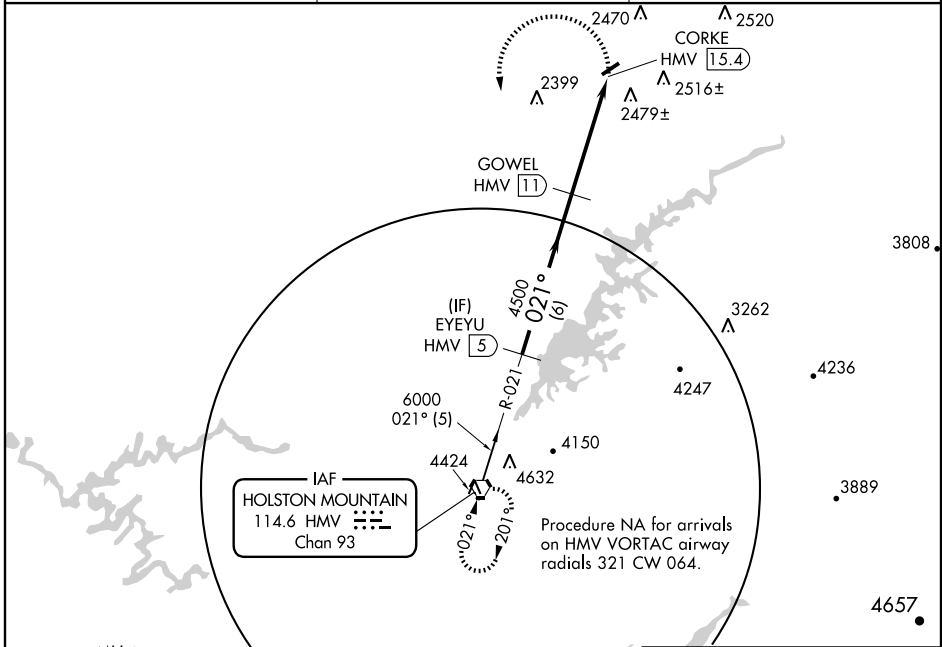 2470
2520
CORKE
HMV 15.4
2399
2516±
2479±
GOWEL
HMV 11
3808
4500
021°
(6)
(IF)
EYEYU
HMV 5
3262
R-021
4247
4236
6000
021° (5)
4150
4424
4632
IAF
HOLSTON MOUNTAIN
114.6 HMV
Chan 93
021°
201°
3889
Procedure NA for arrivals
on HMV VORTAC airway
radials 321 CW 064.
4657